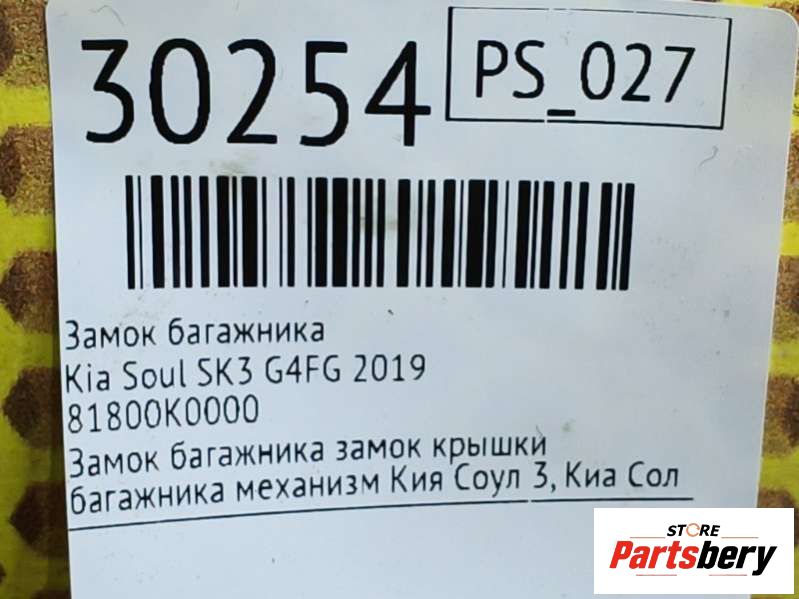 30254
PS_027
Замок багажника
Kia Soul SK3 G4FG 2019
81800K0000
Замок багажника замок крышки
багажника механизм Кия Соул 3, Киа Сол
STORE
Partsbery